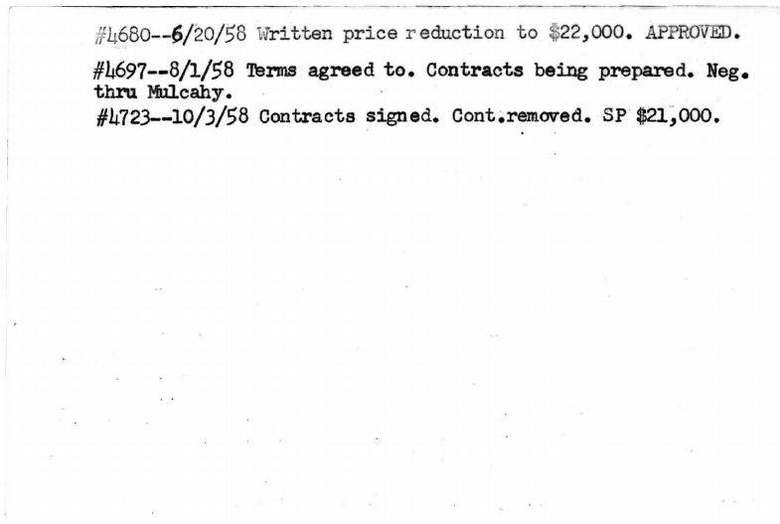 #4680--6/20/58 Written price reduction to $22,000. APPROVED.
#4697--8/1/58 Terms agreed to. Contracts being prepared. Neg.
thru Mulcahy.
#4723--10/3/58 Contracts signed. Cont.removed. SP $21,000.